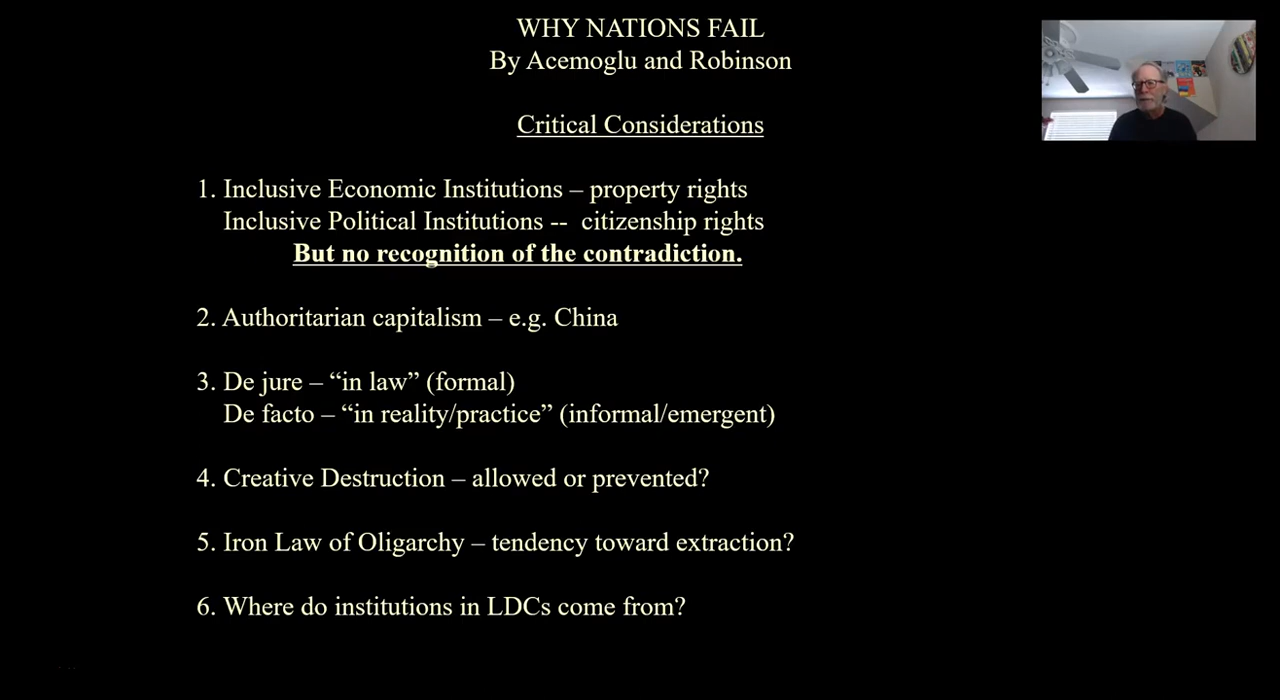 WHY NATIONS FAIL
By Acemoglu and Robinson
Critical Considerations
1. Inclusive Economic Institutions – property rights
Inclusive Political Institutions -- citizenship rights
But no recognition of the contradiction.
2. Authoritarian capitalism – e.g. China
3. De jure – “in law” (formal)
De facto – “in reality/practice” (informal/emergent)
4. Creative Destruction – allowed or prevented?
5. Iron Law of Oligarchy – tendency toward extraction?
6. Where do institutions in LDCs come from?